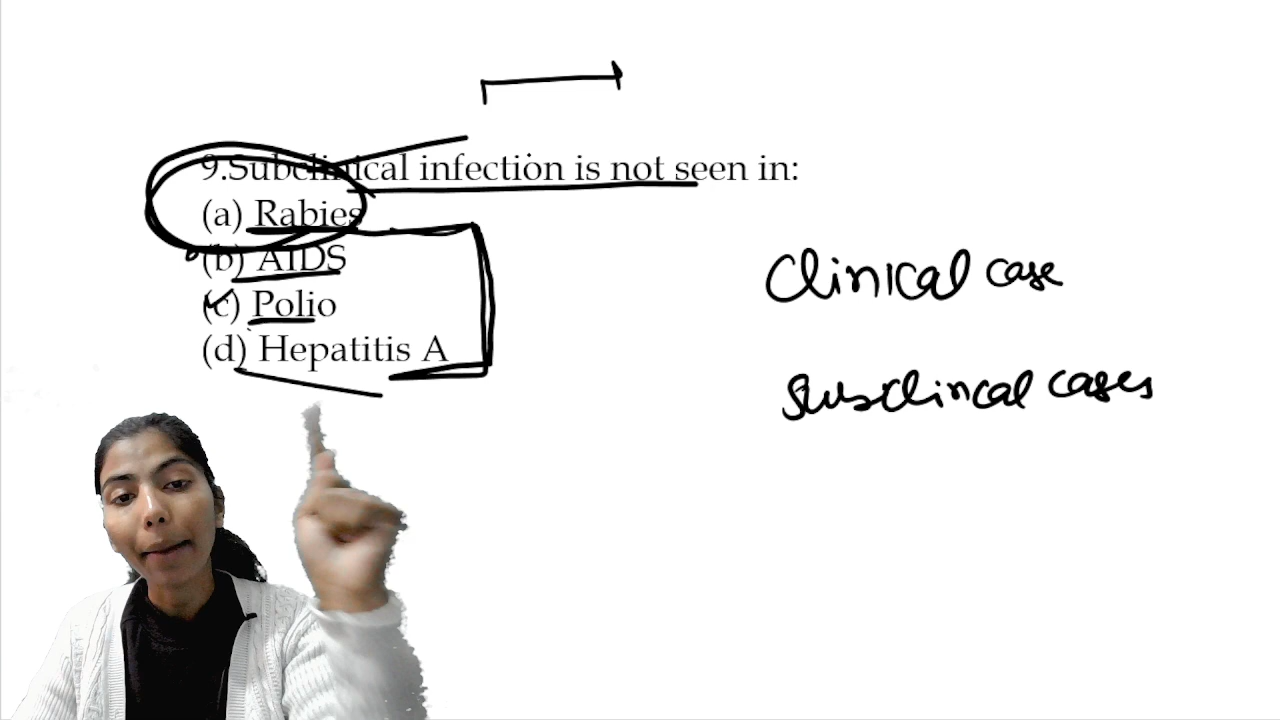 9.Subclinical infection is not seen in:
(a) Rabies
(b) AIDS
(c) Polio
(d) Hepatitis A
Clinical case
Subclincal cases